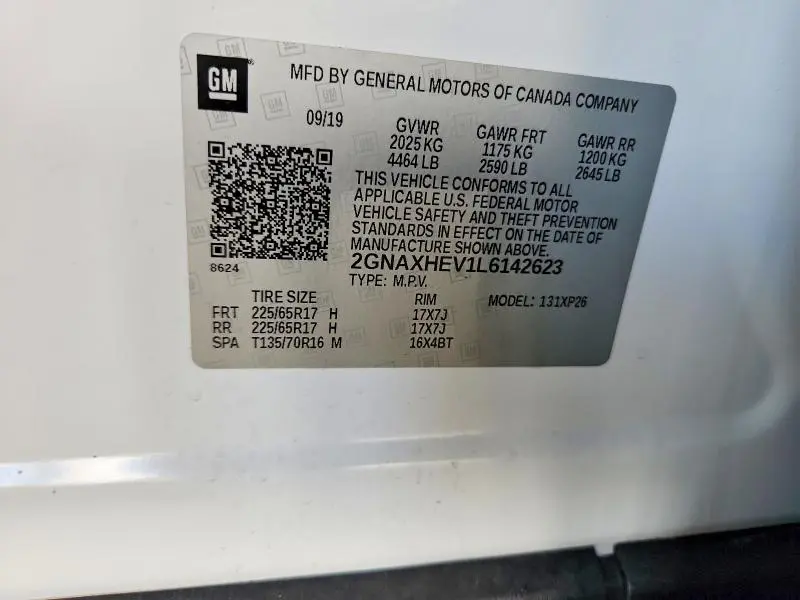 GM
MFD BY GENERAL MOTORS OF CANADA COMPANY
09/19 GVWR GAWR FRT GAWR RR
2025 KG 1175 KG 1200 KG
4464 LB 2590 LB 2645 LB
THIS VEHICLE CONFORMS TO ALL
APPLICABLE U.S. FEDERAL MOTOR
VEHICLE SAFETY AND THEFT PREVENTION
STANDARDS IN EFFECT ON THE DATE OF
MANUFACTURE SHOWN ABOVE.
8624 2GNAXHEV1L6142623
TYPE: M.P.V.
TIRE SIZE RIM MODEL: 131XP26
FRT 225/65R17 H 17X7J
RR 225/65R17 H 17X7J
SPA T135/70R16 M 16X4BT